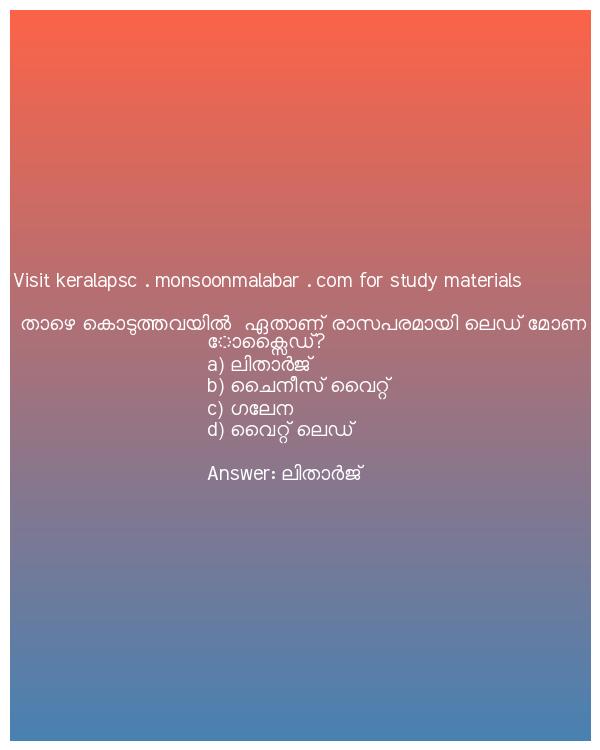 Visit keralapsc . monsoonmalabar . com for study materials
താഴെ കൊടുത്തവയിൽ ഏതാണ് രാസപരമായി ലെഡ് മോണ
ോക്സൈഡ്?
a) ലിതാർജ്
b) ചൈനീസ് വൈറ്റ്
c) ഗലേന
d) വൈറ്റ് ലെഡ്
Answer: ലിതാർജ്